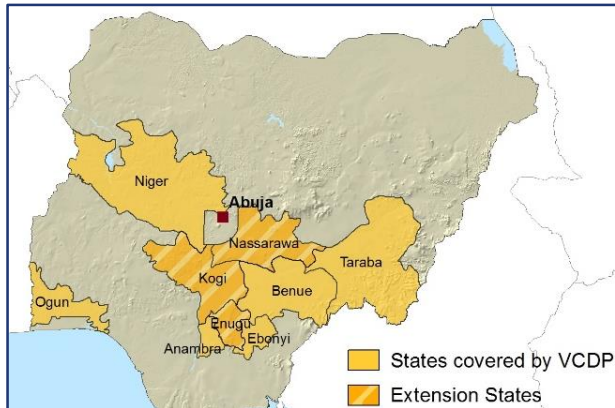 Niger
Abuja
Nassarawa
Taraba
Kogi
Benue
Ogun
Enugu
Ebonyi
Anambra
States covered by VCDP
Extension States